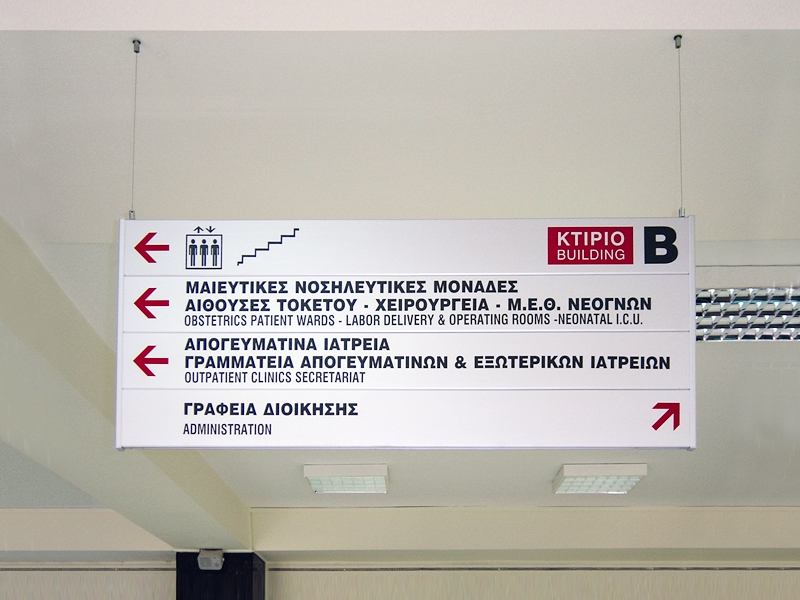 ΚΤΙΡΙΟ
BUILDING
B
ΜΑΙΕΥΤΙΚΕΣ ΝΟΣΗΛΕΥΤΙΚΕΣ ΜΟΝΑΔΕΣ
ΑΙΘΟΥΣΕΣ ΤΟΚΕΤΟΥ - ΧΕΙΡΟΥΡΓΕΙΑ - Μ.Ε.Θ. ΝΕΟΓΝΩΝ
OBSTETRICS PATIENT WARDS - LABOR DELIVERY & OPERATING ROOMS -NEONATAL I.C.U.
ΑΠΟΓΕΥΜΑΤΙΝΑ ΙΑΤΡΕΙΑ
ΓΡΑΜΜΑΤΕΙΑ ΑΠΟΓΕΥΜΑΤΙΝΩΝ & ΕΞΩΤΕΡΙΚΩΝ ΙΑΤΡΕΙΩΝ
OUTPATIENT CLINICS SECRETARIAT
ΓΡΑΦΕΙΑ ΔΙΟΙΚΗΣΗΣ
ADMINISTRATION